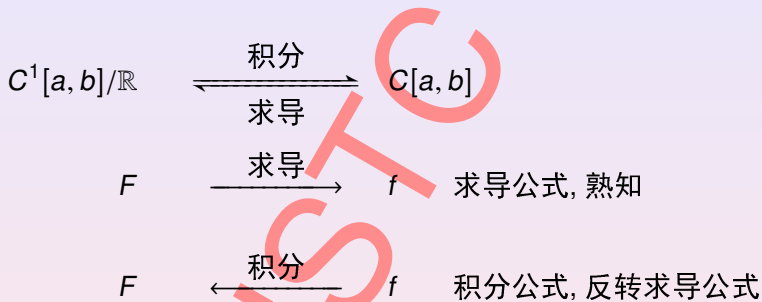 积分
C¹[a, b]/ℝ ⇌ C[a, b]
求导
求导
F ⟶ f 求导公式, 熟知
积分
F ⟵ f 积分公式, 反转求导公式
STC